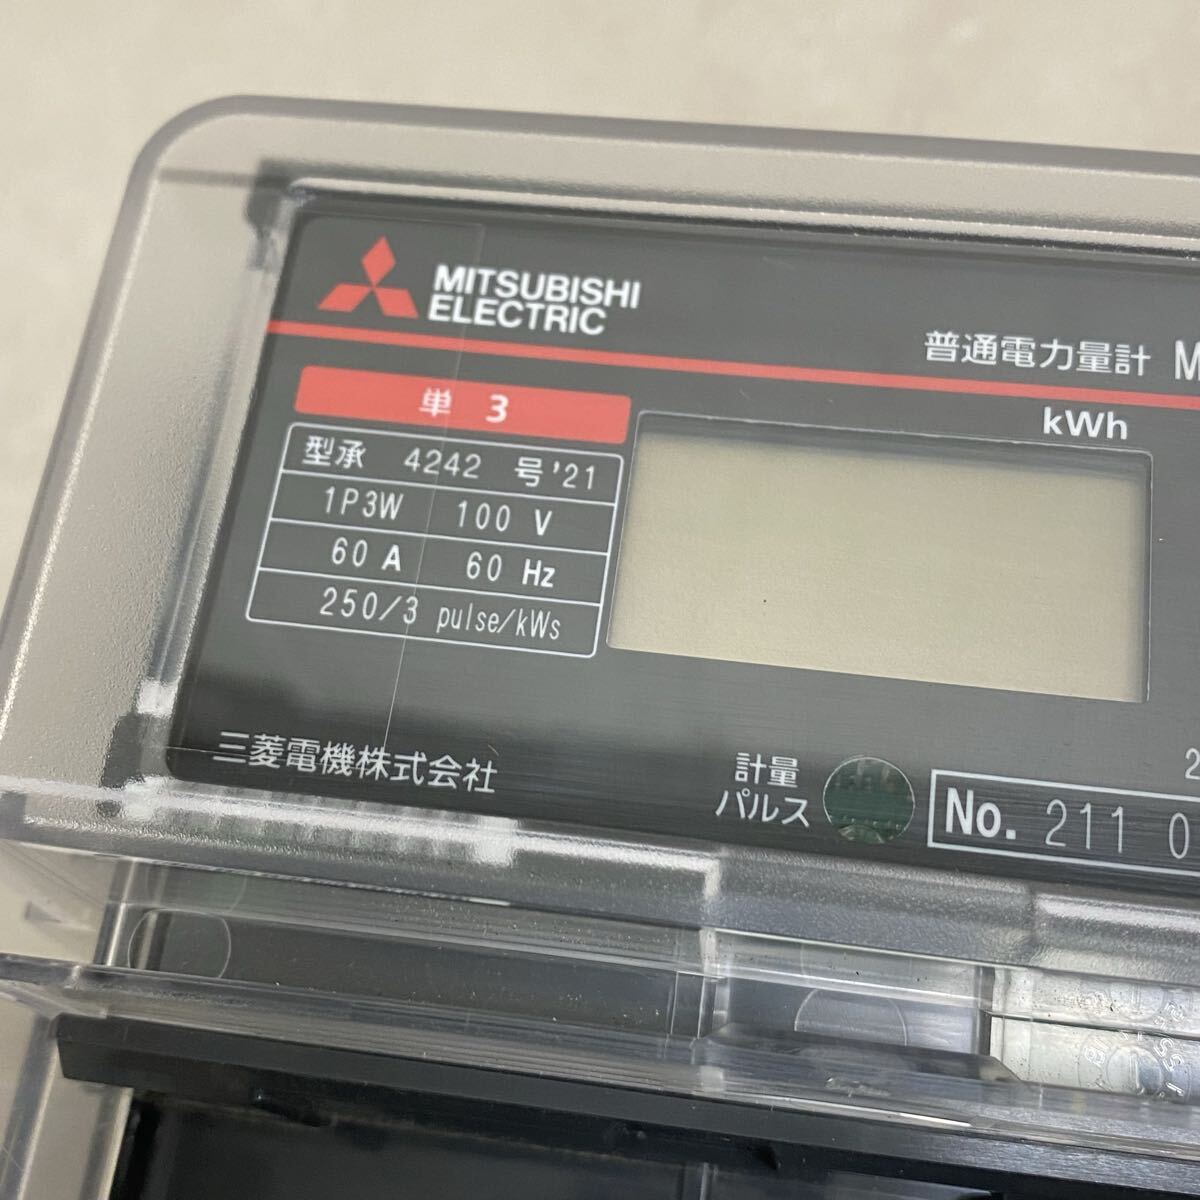 MITSUBISHI
ELECTRIC
普通電力量計 M
単 3
kWh
型承 4242 号'21
1P3W 100 V
60 A 60 Hz
250/3 pulse/kWs
三菱電機株式会社
計量
パルス
2
No. 211 0